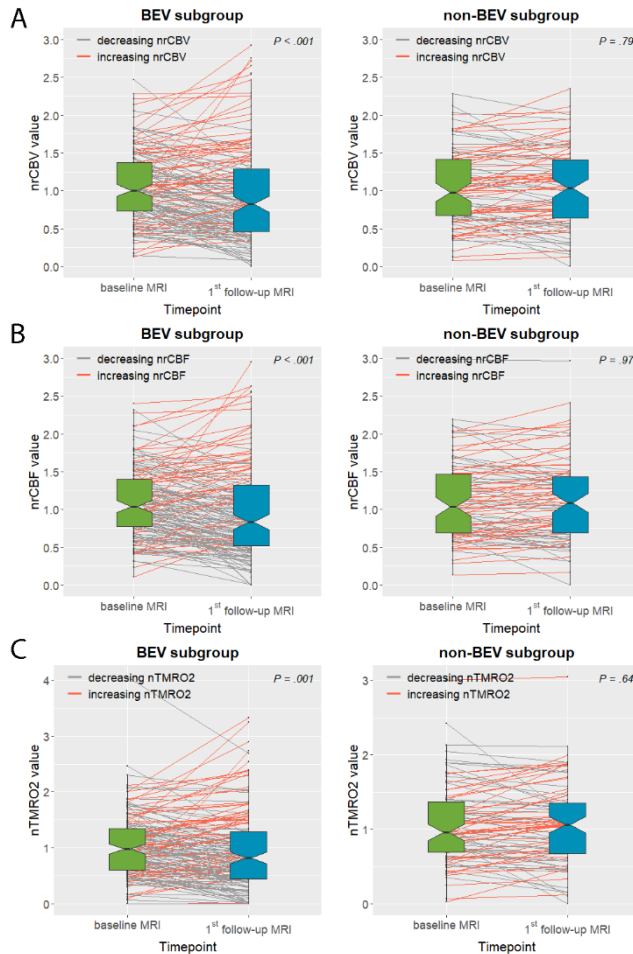 A
BEV subgroup
non-BEV subgroup
nrCBV value
3.0
2.5
2.0
1.5
1.0
0.5
0.0
decreasing nrCBV
increasing nrCBV
P < .001
baseline MRI
1st follow-up MRI
Timepoint
nrCBV value
3.0
2.5
2.0
1.5
1.0
0.5
0.0
decreasing nrCBV
increasing nrCBV
P = .79
baseline MRI
1st follow-up MRI
Timepoint
B
BEV subgroup
non-BEV subgroup
nrCBF value
3.0
2.5
2.0
1.5
1.0
0.5
0.0
decreasing nrCBF
increasing nrCBF
P < .001
baseline MRI
1st follow-up MRI
Timepoint
nrCBF value
3.0
2.5
2.0
1.5
1.0
0.5
0.0
decreasing nrCBF
increasing nrCBF
P = .97
baseline MRI
1st follow-up MRI
Timepoint
C
BEV subgroup
non-BEV subgroup
nTMRO2 value
4
3
2
1
0
decreasing nTMRO2
increasing nTMRO2
P = .001
baseline MRI
1st follow-up MRI
Timepoint
nTMRO2 value
3
2
1
0
decreasing nTMRO2
increasing nTMRO2
P = .64
baseline MRI
1st follow-up MRI
Timepoint